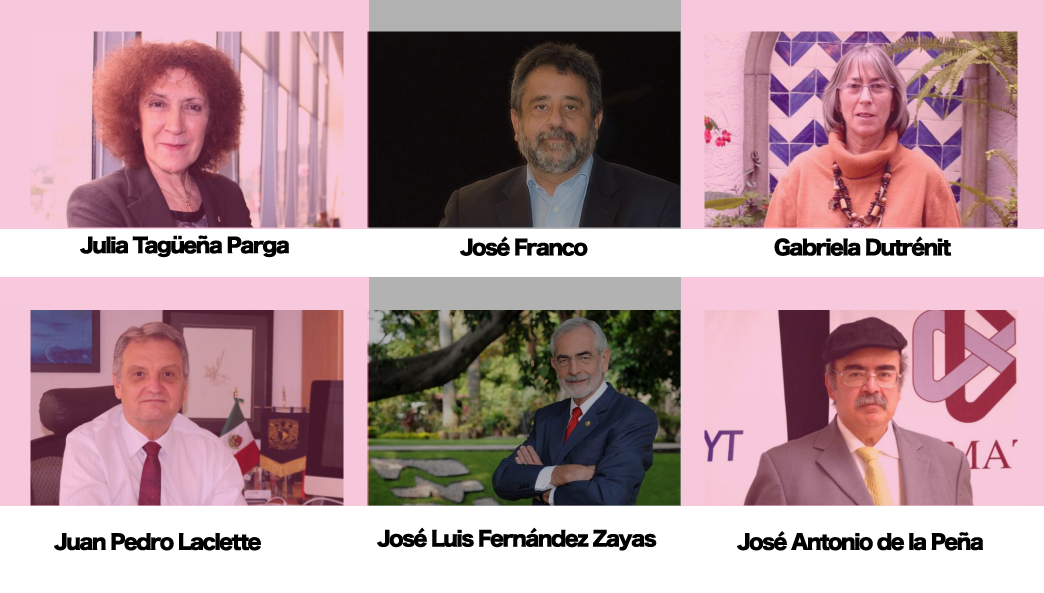 Julia Tagüeña Parga
José Franco
Gabriela Dutrénit
YT
MAT
Juan Pedro Laclette
José Luis Fernández Zayas
José Antonio de la Peña